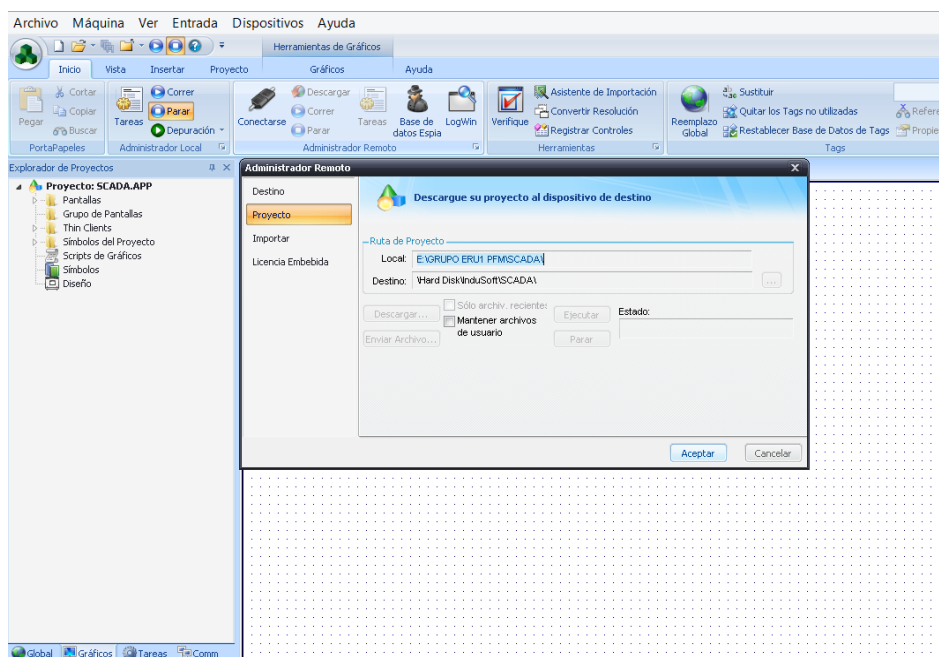 Archivo Máquina Ver Entrada Dispositivos Ayuda
Herramientas de Gráficos
Inicio Vista Insertar Proyecto Gráficos Ayuda
Pegar
Cortar
Copiar
Buscar
PortaPapeles
Tareas
Correr
Parar
Depuración
Administrador Local
Conectarse
Descargar
Correr
Parar
Tareas
Base de datos Espia
LogWin
Administrador Remoto
Verifique
Asistente de Importación
Convertir Resolución
Registrar Controles
Herramientas
Reemplazo Global
Sustituir
Quitar los Tags no utilizadas
Restablecer Base de Datos de Tags
Refere
Propie
Tags
Explorador de Proyectos
Proyecto: SCADA.APP
Pantallas
Grupo de Pantallas
Thin Clients
Símbolos del Proyecto
Scripts de Gráficos
Símbolos
Diseño
Global Gráficos Tareas Comm
Administrador Remoto
Destino
Proyecto
Importar
Licencia Embebida
Descargue su proyecto al dispositivo de destino
Ruta de Proyecto
Local: E:\GRUPO ERU1 PFM\SCADA\
Destino: \Hard Disk\InduSoft\SCADA\
...
Descargar...
Sólo archiv. reciente:
Mantener archivos
de usuario
Enviar Archivo...
Ejecutar
Parar
Estado:
Aceptar Cancelar